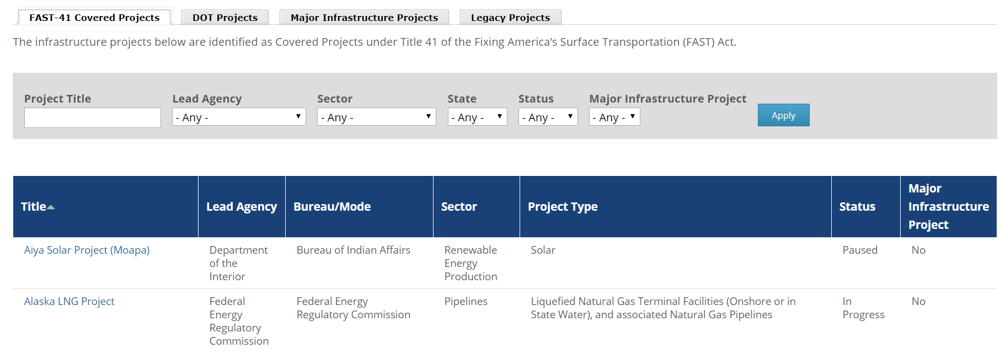 FAST-41 Covered Projects DOT Projects Major Infrastructure Projects Legacy Projects
The infrastructure projects below are identified as Covered Projects under Title 41 of the Fixing America’s Surface Transportation (FAST) Act.
Project Title Lead Agency Sector State Status Major Infrastructure Project
- Any - - Any - - Any - - Any - - Any - Apply
Title Lead Agency Bureau/Mode Sector Project Type Status Major Infrastructure Project
Aiya Solar Project (Moapa)
Department
of the
Interior
Bureau of Indian Affairs
Renewable
Energy
Production
Solar
Paused
No
Alaska LNG Project
Federal
Energy
Regulatory
Commission
Federal Energy
Regulatory Commission
Pipelines
Liquefied Natural Gas Terminal Facilities (Onshore or in
State Water), and associated Natural Gas Pipelines
In
Progress
No